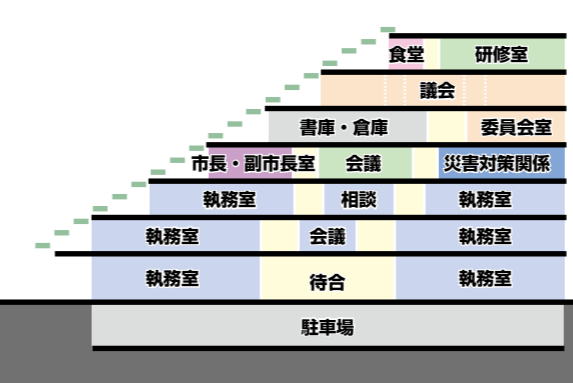 食堂 研修室
議会
書庫・倉庫 委員会室
市長・副市長室 会議 災害対策関係
執務室 相談 執務室
執務室 会議 執務室
執務室 待合 執務室
駐車場